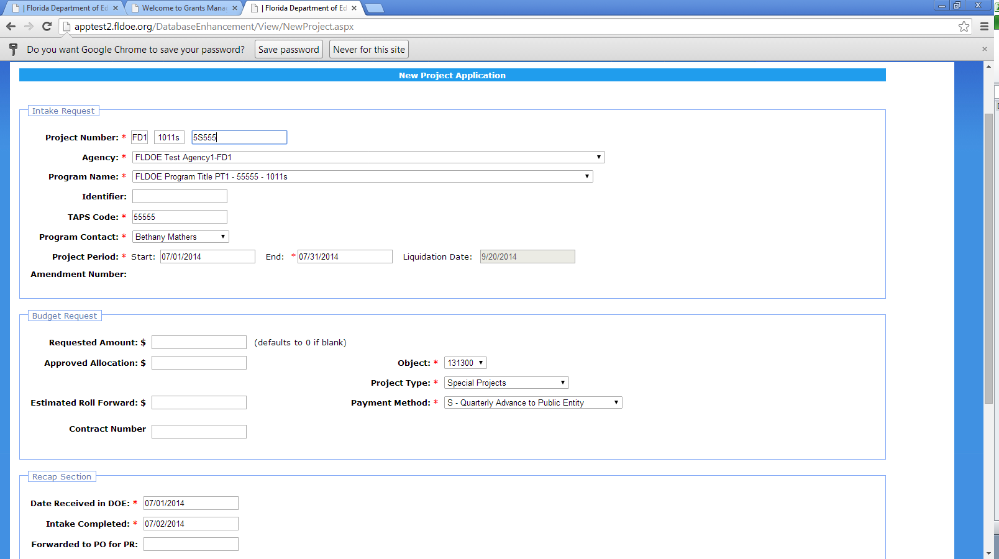 | Florida Department of Ed
Welcome to Grants Manag
| Florida Department of Ed
apptest2.fldoe.org/DatabaseEnhancement/View/NewProject.aspx
Do you want Google Chrome to save your password? Save password Never for this site
New Project Application
Intake Request
Project Number: * FD1 1011s 5S555
Agency: * FLDOE Test Agency1-FD1
Program Name: * FLDOE Program Title PT1 - 55555 - 1011s
Identifier:
TAPS Code: * 55555
Program Contact: * Bethany Mathers
Project Period: * Start: 07/01/2014 End: * 07/31/2014 Liquidation Date: 9/20/2014
Amendment Number:
Budget Request
Requested Amount: $ (defaults to 0 if blank)
Approved Allocation: $ Object: * 131300
Project Type: * Special Projects
Estimated Roll Forward: $ Payment Method: * S - Quarterly Advance to Public Entity
Contract Number
Recap Section
Date Received in DOE: * 07/01/2014
Intake Completed: * 07/02/2014
Forwarded to PO for PR: